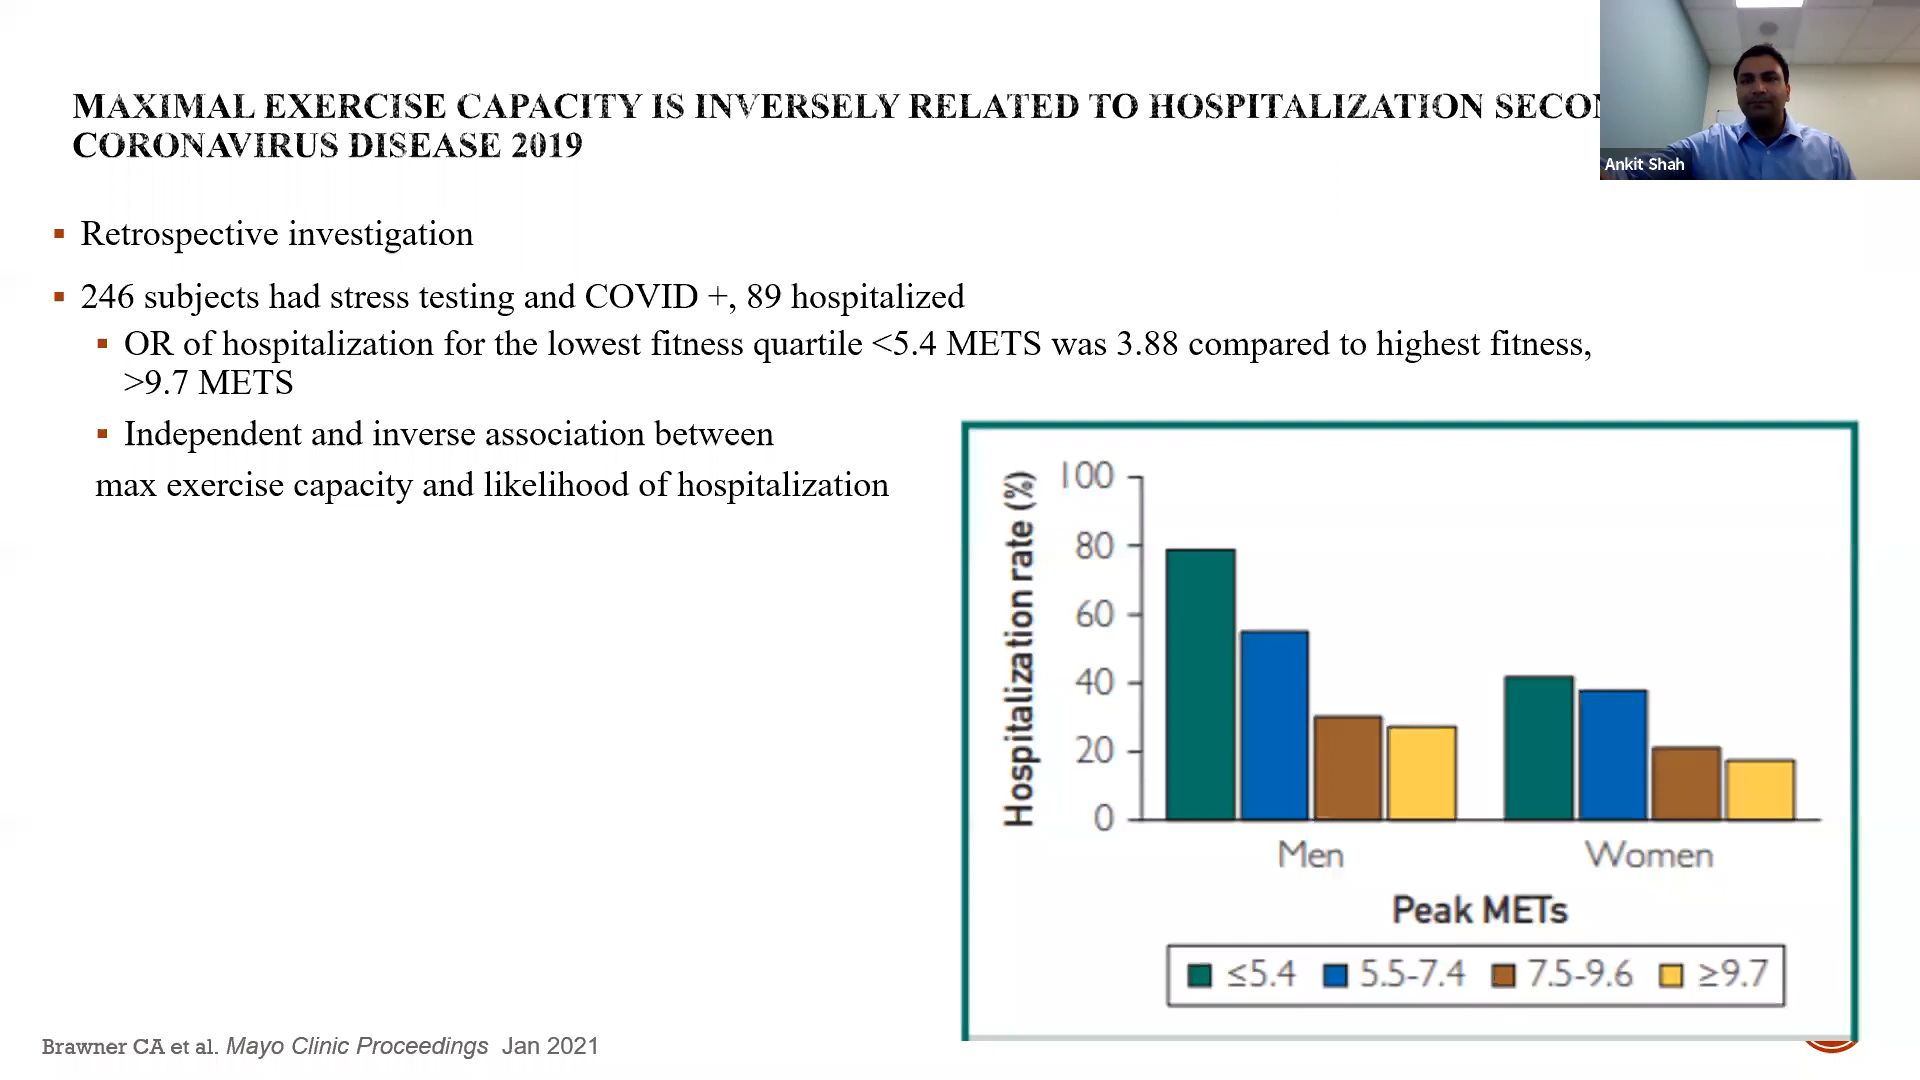 MAXIMAL EXERCISE CAPACITY IS INVERSELY RELATED TO HOSPITALIZATION
CORONAVIRUS DISEASE 2019
Ankit Shah
▪ Retrospective investigation
▪ 246 subjects had stress testing and COVID +, 89 hospitalized
▪ OR of hospitalization for the lowest fitness quartile <5.4 METS was 3.88 compared to highest fitness,
>9.7 METS
▪ Independent and inverse association between
max exercise capacity and likelihood of hospitalization
Hospitalization rate (%)
100
80
60
40
20
0
Men Women
Peak METs
≤5.4 5.5-7.4 7.5-9.6 ≥9.7
Brawner CA et al. Mayo Clinic Proceedings Jan 2021